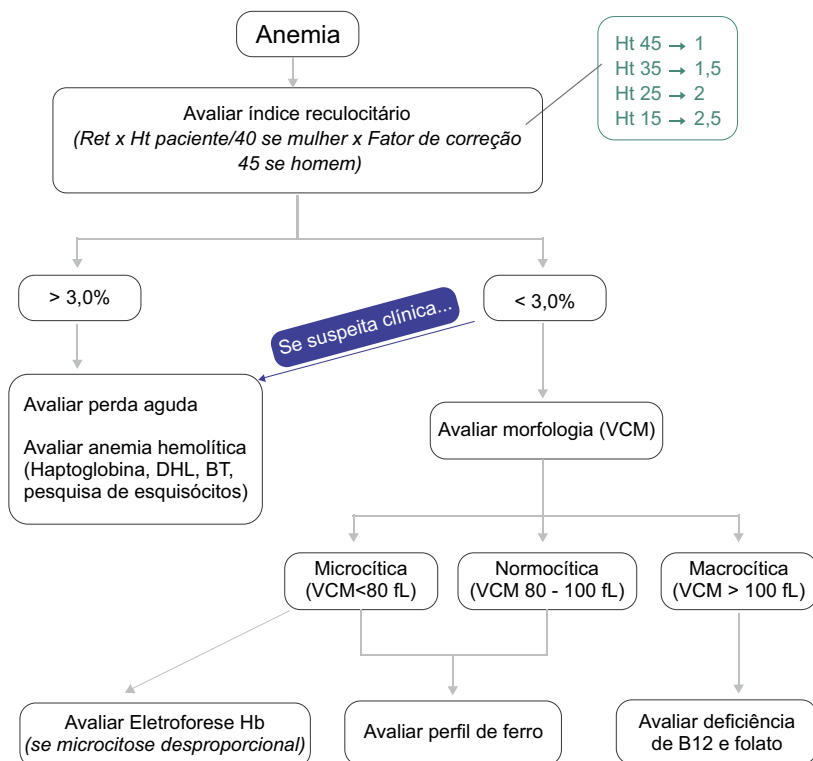 Anemia
Ht 45 → 1
Ht 35 → 1,5
Ht 25 → 2
Ht 15 → 2,5
Avaliar índice reculocitário
(Ret x Ht paciente/40 se mulher x Fator de correção
45 se homem)
> 3,0%
< 3,0%
Se suspeita clínica...
Avaliar perda aguda
Avaliar anemia hemolítica
(Haptoglobina, DHL, BT,
pesquisa de esquisócitos)
Avaliar morfologia (VCM)
Microcítica
(VCM<80 fL)
Normocítica
(VCM 80 - 100 fL)
Macrocítica
(VCM > 100 fL)
Avaliar Eletroforese Hb
(se microcitose desproporcional)
Avaliar perfil de ferro
Avaliar deficiência
de B12 e folato